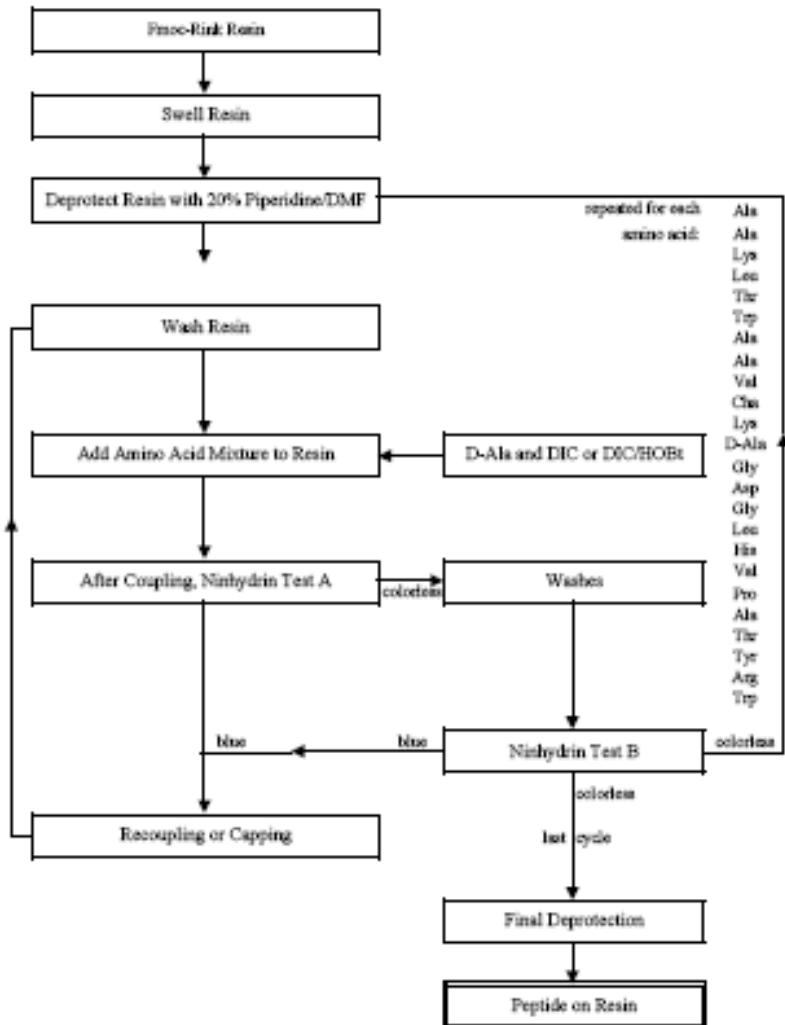 Fmoc-Rink Resin
Swell Resin
Deprotect Resin with 20% Piperidine/DMF
repeated for each
amino acid:
Ala
Ala
Lys
Leu
Thr
Trp
Ala
Ala
Val
Cha
Lys
D-Ala
Gly
Asp
Gly
Leu
His
Val
Pro
Ala
Thr
Tyr
Arg
Trp
Wash Resin
Add Amino Acid Mixture to Resin
D-Ala and DIC or DIC/HOBt
After Coupling, Ninhydrin Test A
colorless
Washes
blue
blue
Ninhydrin Test B
colorless
colorless
last cycle
Recoupling or Capping
Final Deprotection
Peptide on Resin